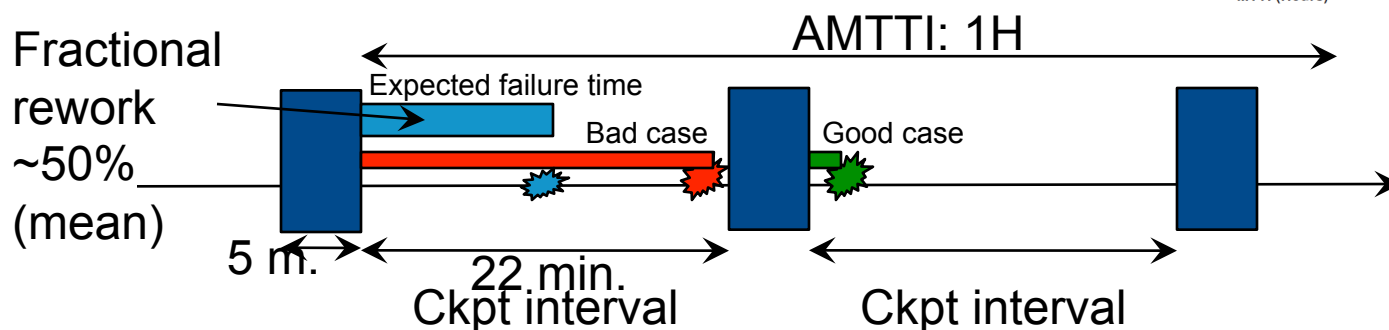 AMTTI: 1H
Fractional
rework
~50%
(mean)
Expected failure time
Bad case
Good case
5 m.
22 min.
Ckpt interval
Ckpt interval